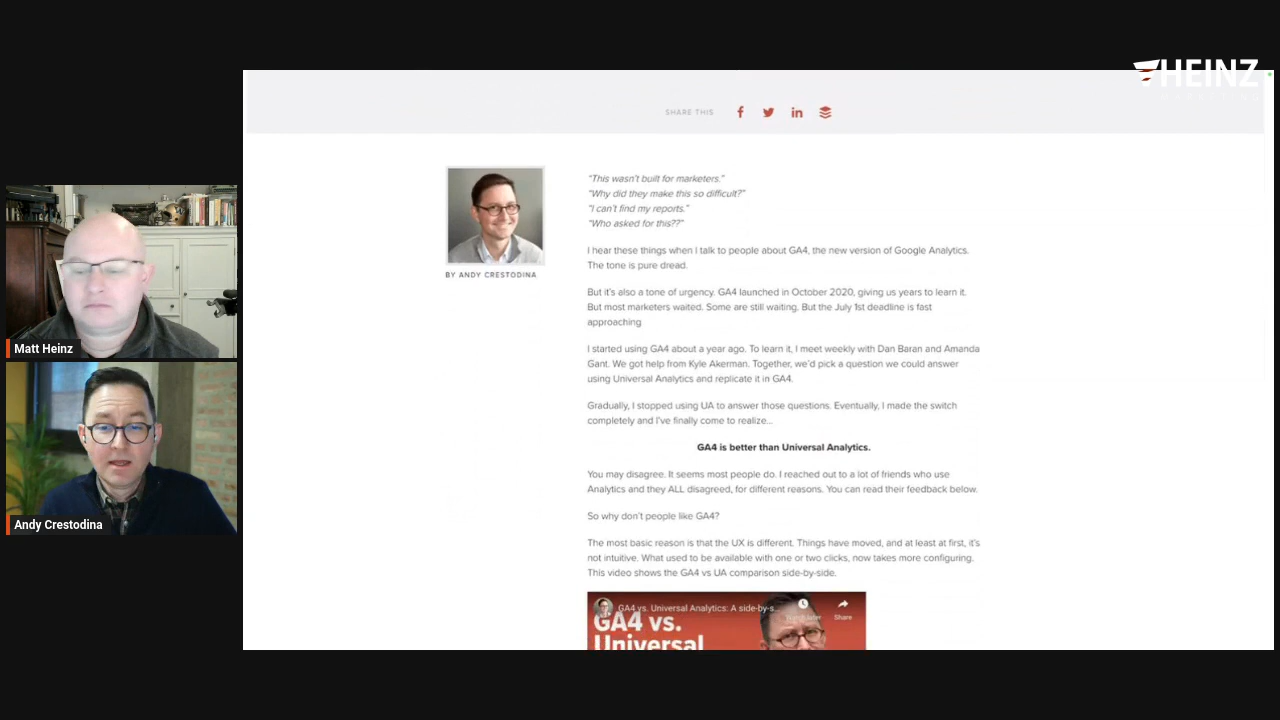 HEINZ
SHARE THIS
"This wasn't built for marketers."
"Why did they make this so difficult?"
"I can't find my reports."
"Who asked for this??"
BY ANDY CRESTODINA
I hear these things when I talk to people about GA4, the new version of Google Analytics.
The tone is pure dread.
But it's also a tone of urgency. GA4 launched in October 2020, giving us years to learn it.
But most marketers waited. Some are still waiting. But the July 1st deadline is fast
approaching
I started using GA4 about a year ago. To learn it, I meet weekly with Dan Baran and Amanda
Gant. We got help from Kyle Akerman. Together, we'd pick a question we could answer
using Universal Analytics and replicate it in GA4.
Gradually, I stopped using UA to answer those questions. Eventually, I made the switch
completely and I've finally come to realize...
GA4 is better than Universal Analytics.
You may disagree. It seems most people do. I reached out to a lot of friends who use
Analytics and they ALL disagreed, for different reasons. You can read their feedback below.
So why don't people like GA4?
The most basic reason is that the UX is different. Things have moved, and at least at first, it's
not intuitive. What used to be available with one or two clicks, now takes more configuring.
This video shows the GA4 vs UA comparison side-by-side.
GA4 vs. Universal Analytics: A side-by-s...
Watch later
Share
GA4 vs.
Universal
Matt Heinz
Andy Crestodina